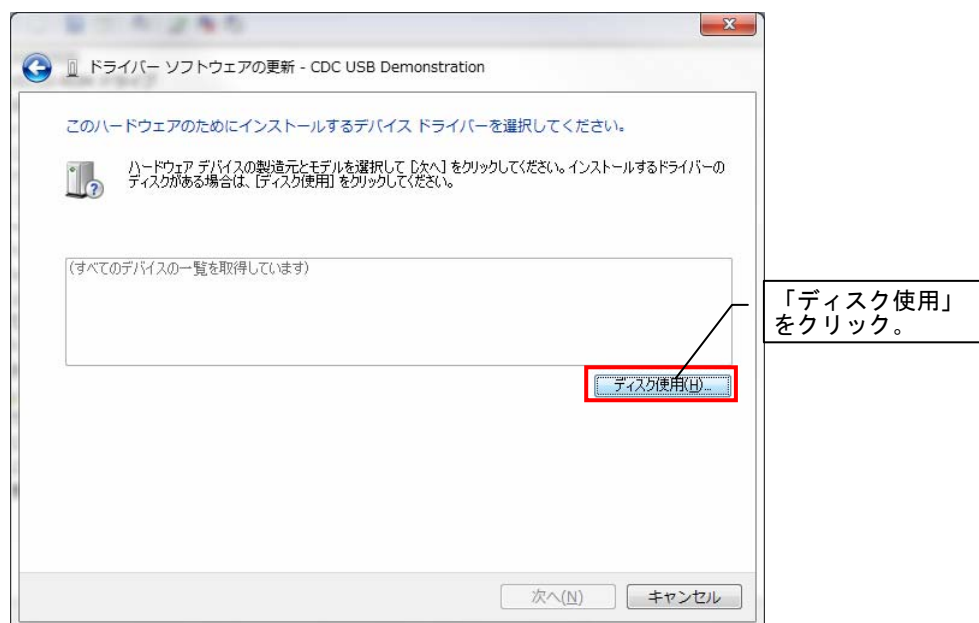 ドライバー ソフトウェアの更新 - CDC USB Demonstration
このハードウェアのためにインストールするデバイス ドライバーを選択してください。
ハードウェア デバイスの製造元とモデルを選択して [次へ] をクリックしてください。インストールするドライバーの
ディスクがある場合は、[ディスク使用] をクリックしてください。
(すべてのデバイスの一覧を取得しています)
「ディスク使用」
をクリック。
ディスク使用(H)...
次へ(N)
キャンセル